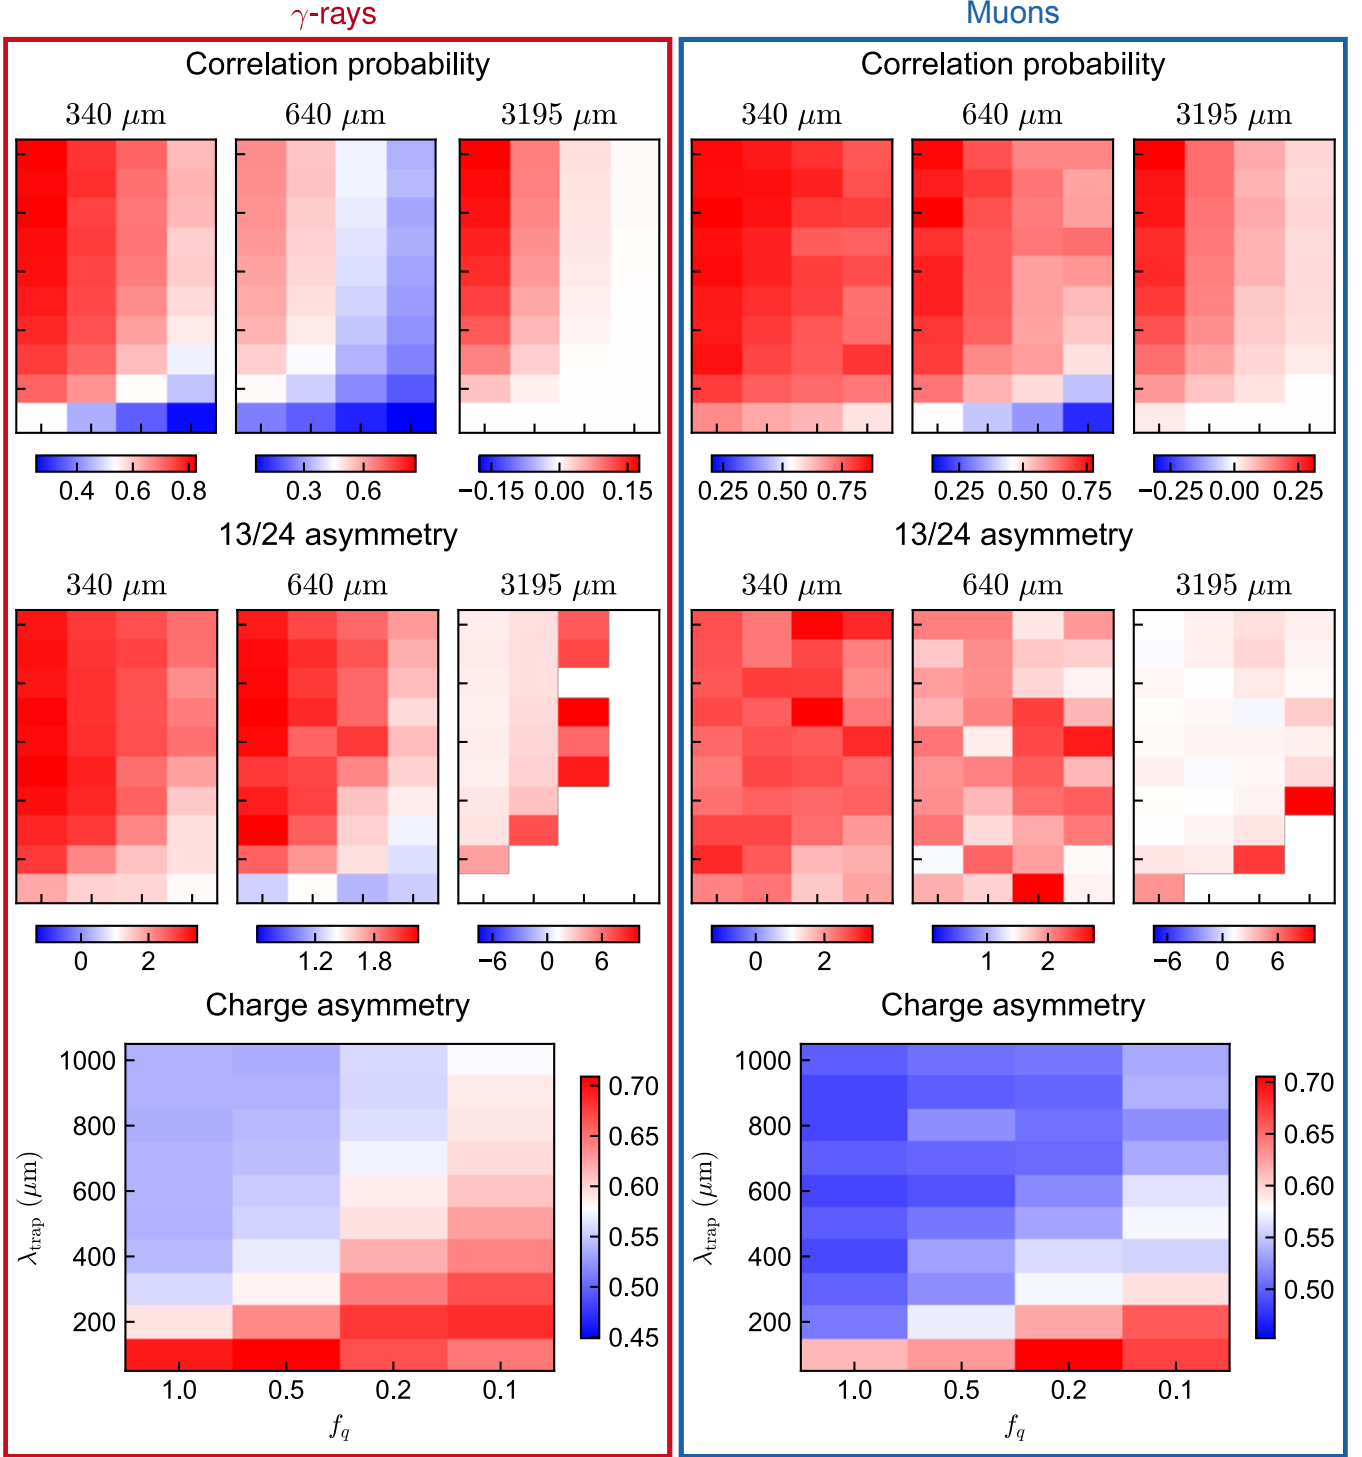 γ-rays
Correlation probability
340 μm 640 μm 3195 μm
0.4 0.6 0.8 0.3 0.6 −0.15 0.00 0.15
13/24 asymmetry
340 μm 640 μm 3195 μm
0 2 1.2 1.8 −6 0 6
Charge asymmetry
1000
800
600
400
200
λtrap (μm)
1.0 0.5 0.2 0.1
fq
0.70
0.65
0.60
0.55
0.50
0.45
Muons
Correlation probability
340 μm 640 μm 3195 μm
0.25 0.50 0.75 0.25 0.50 0.75 −0.25 0.00 0.25
13/24 asymmetry
340 μm 640 μm 3195 μm
0 2 1 2 −6 0 6
Charge asymmetry
1000
800
600
400
200
λtrap (μm)
1.0 0.5 0.2 0.1
fq
0.70
0.65
0.60
0.55
0.50